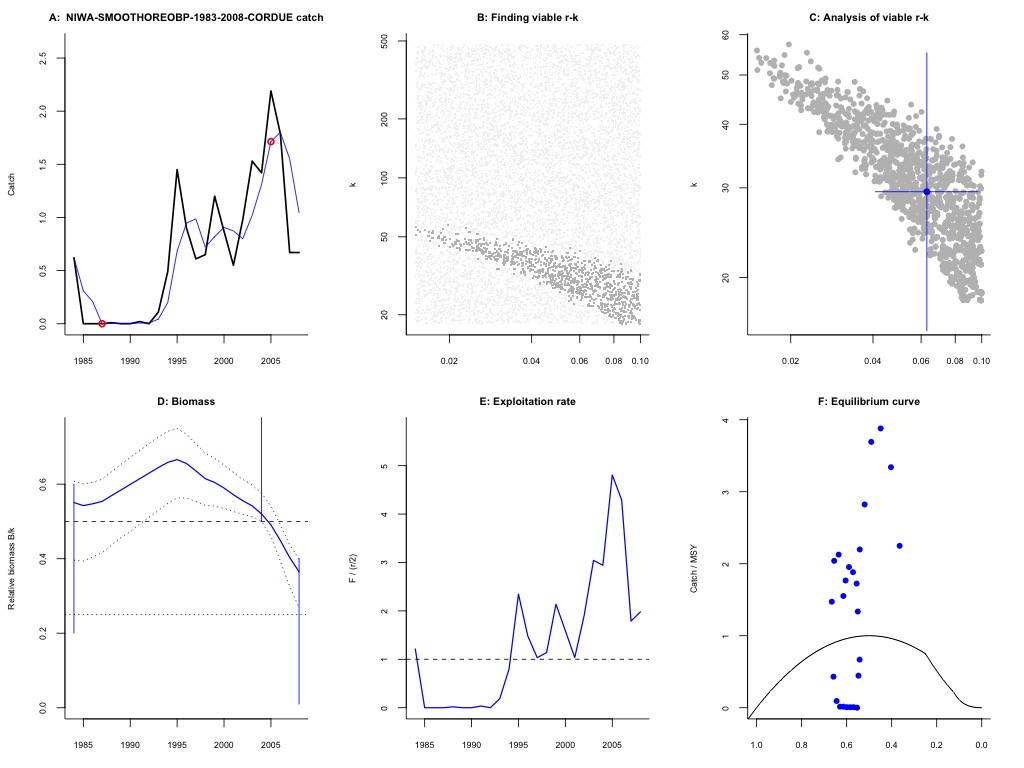 A:  NIWA-SMOOTHOREOBP-1983-2008-CORDUE catch
Catch
0.0 0.5 1.0 1.5 2.0 2.5
1985 1990 1995 2000 2005
B: Finding viable r-k
k
20 50 100 200 500
0.02 0.04 0.06 0.08 0.10
C: Analysis of viable r-k
k
20 30 40 50 60
0.02 0.04 0.06 0.08 0.10
D: Biomass
Relative biomass B/k
0.0 0.2 0.4 0.6
1985 1990 1995 2000 2005
E: Exploitation rate
F / (r/2)
0 1 2 3 4 5
1985 1990 1995 2000 2005
F: Equilibrium curve
Catch / MSY
0 1 2 3 4
1.0 0.8 0.6 0.4 0.2 0.0